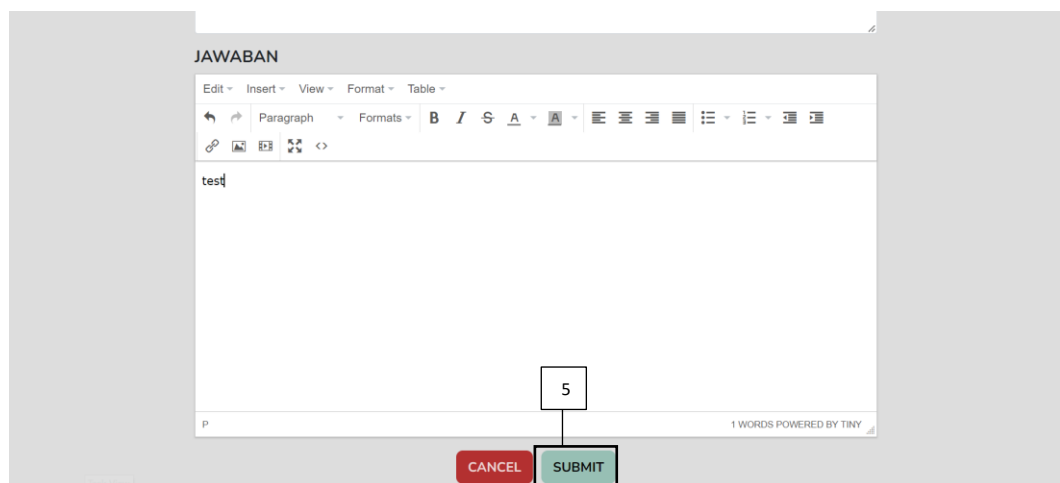 JAWABAN
Edit Insert View Format Table
Paragraph Formats B I S A A
test
5
P 1 WORDS POWERED BY TINY
CANCEL SUBMIT